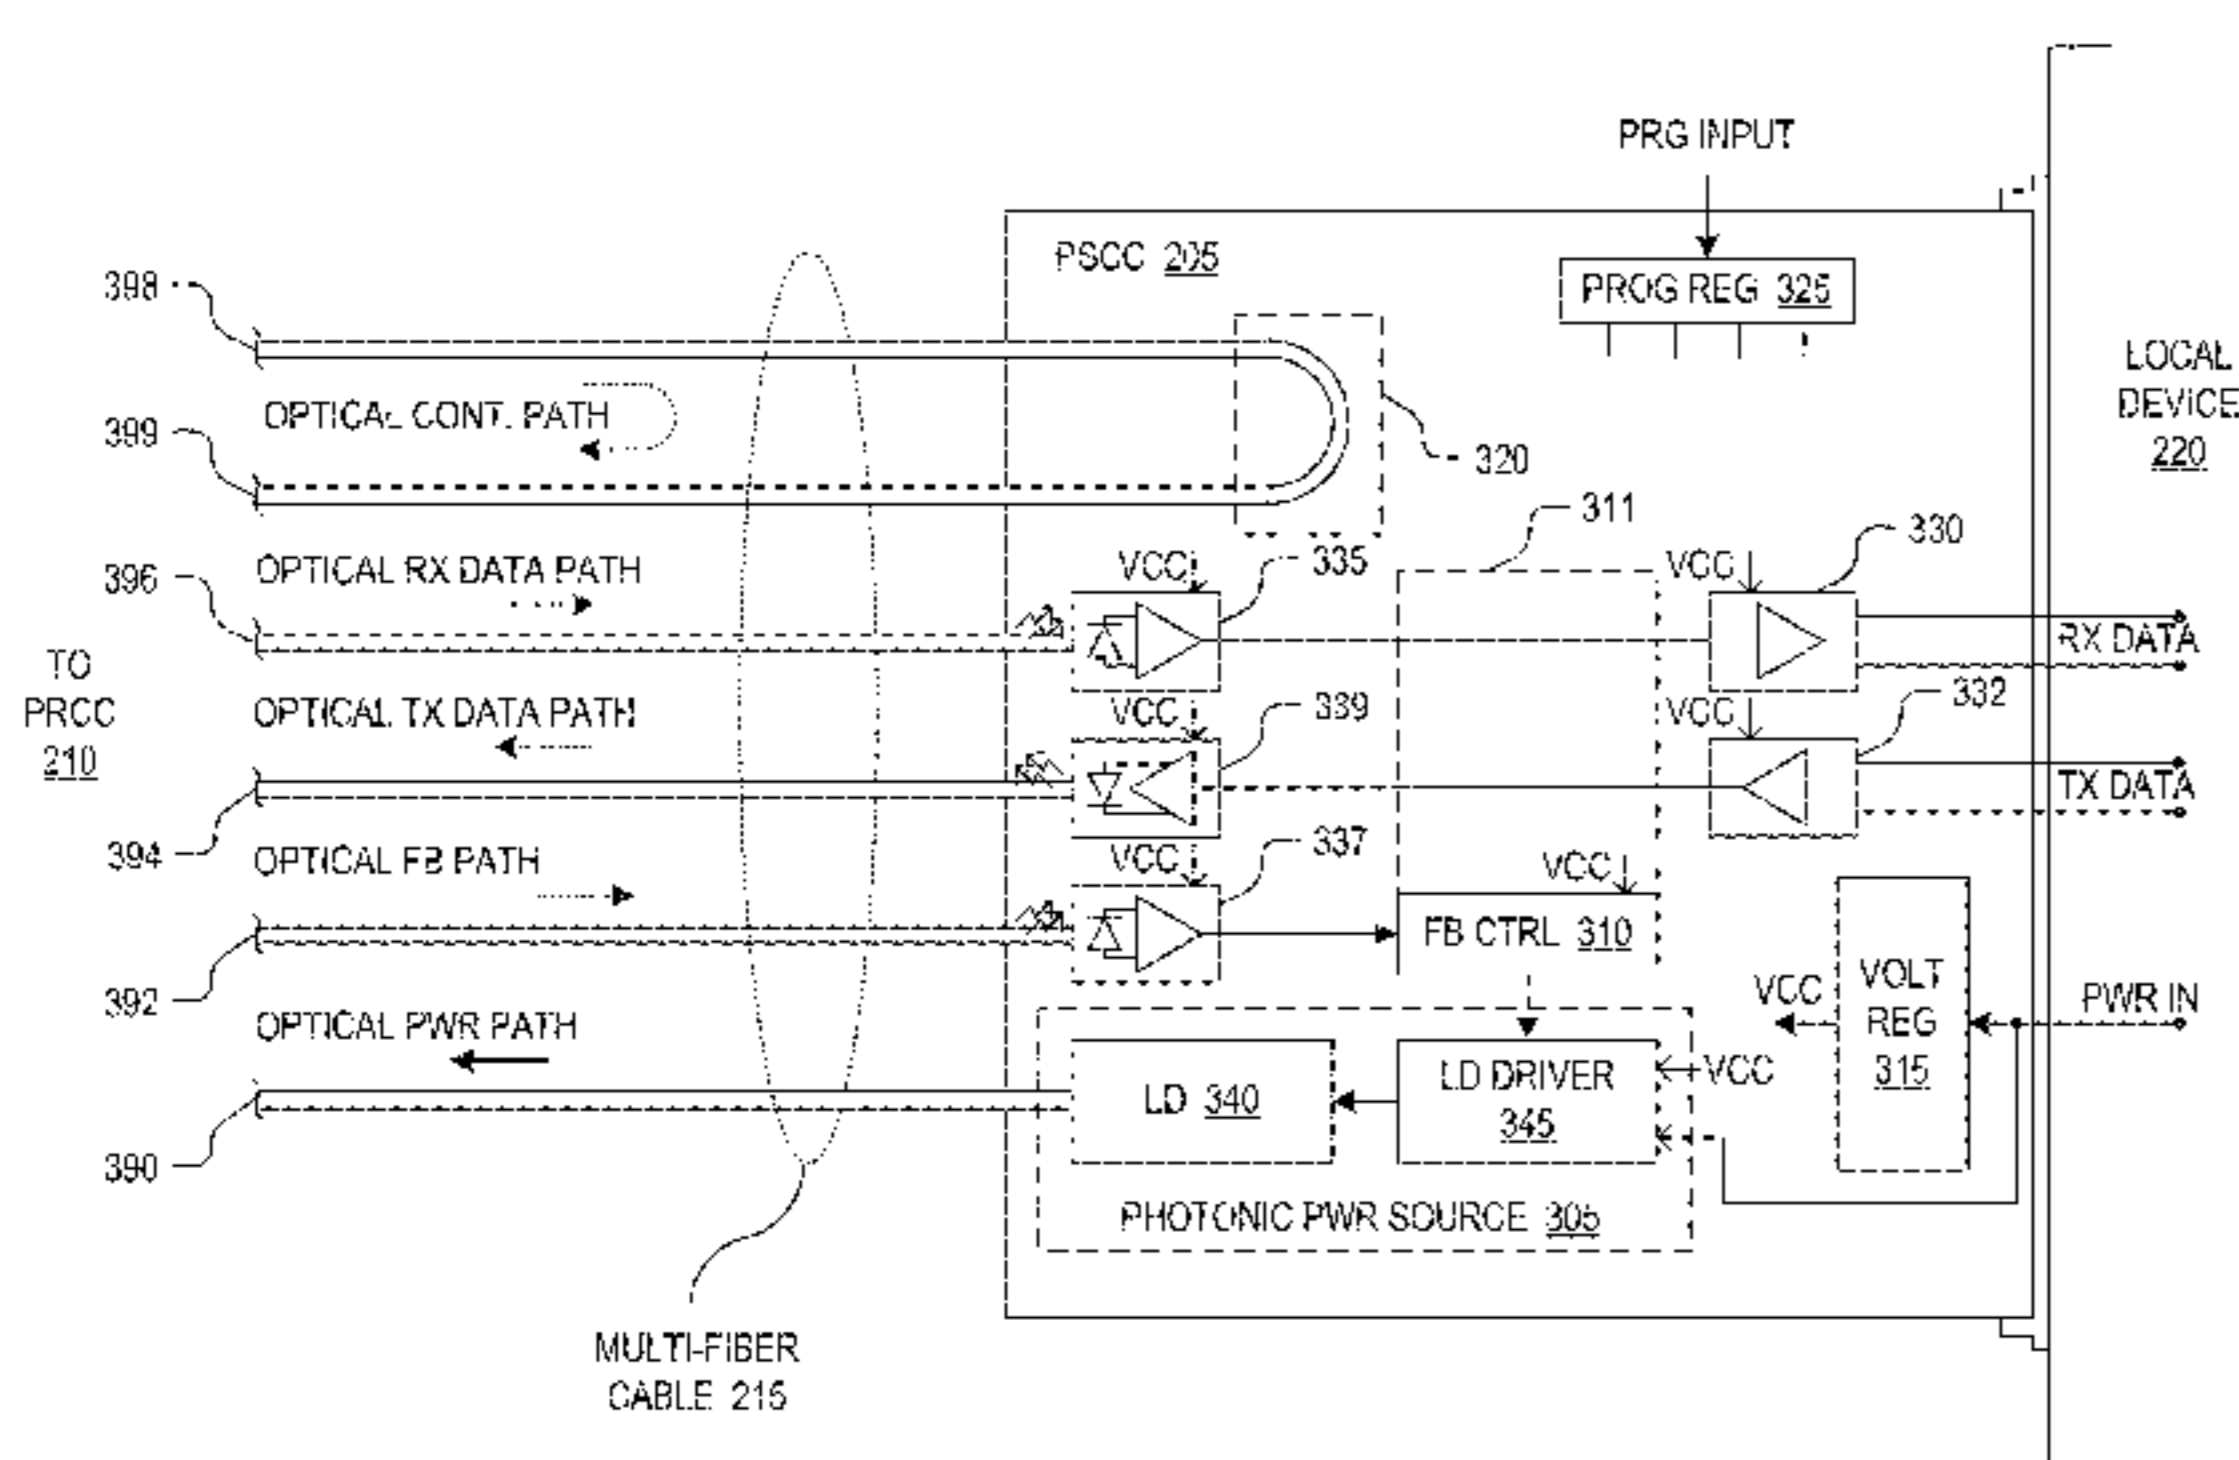 PRG INPUT
PSCC 205
PROG REG 325
398
OPTICAL CONT. PATH
399
320
LOCAL
DEVICE
220
311
330
OPTICAL RX DATA PATH
396
VCC
335
VCC
RX DATA
TO
PRCC
210
OPTICAL TX DATA PATH
VCC
339
VCC
332
TX DATA
394
OPTICAL FB PATH
VCC
337
VCC
FB CTRL 310
392
OPTICAL PWR PATH
VCC
VOLT
REG
315
PWR IN
LD 340
LD DRIVER
345
VCC
390
PHOTONIC PWR SOURCE 305
MULTI-FIBER
CABLE 215